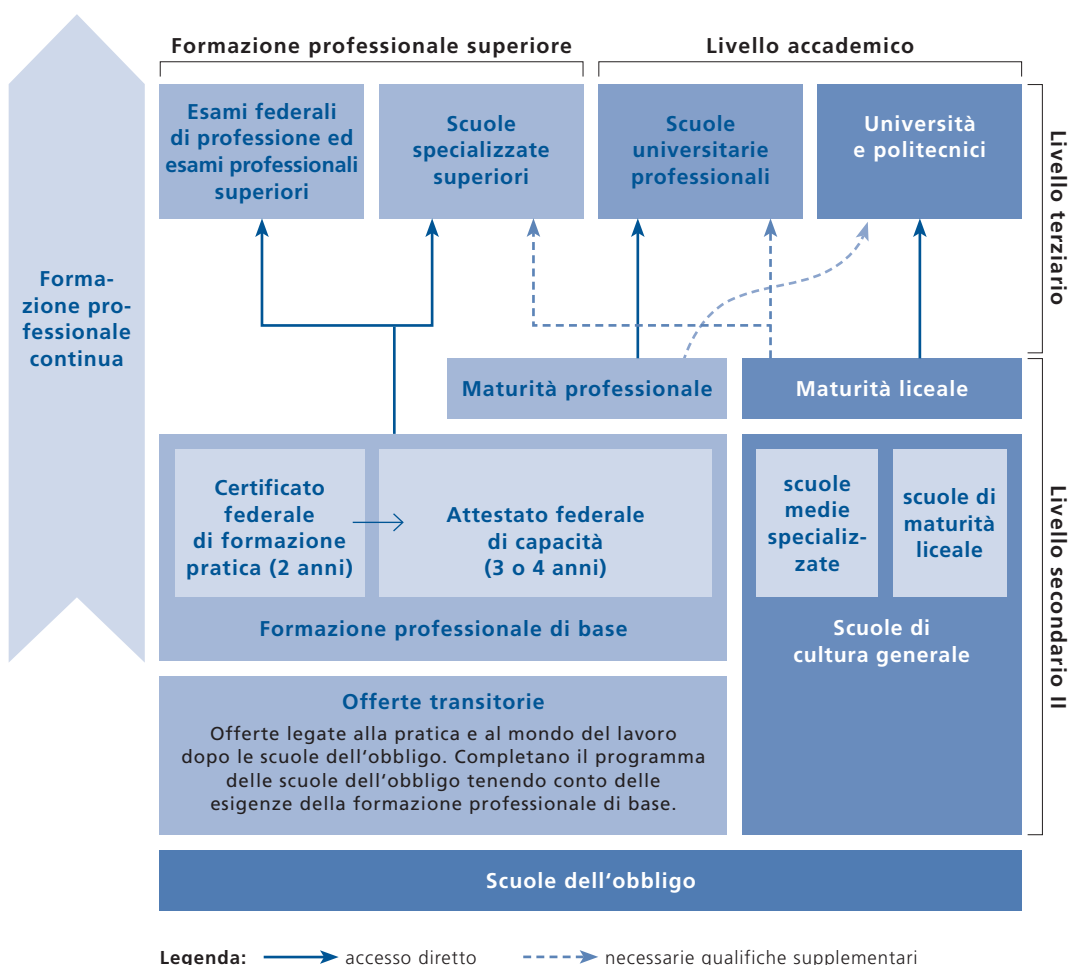 Formazione professionale superiore
Livello accademico
Esami federali
di professione ed
esami professionali
superiori
Scuole
specializzate
superiori
Scuole
universitarie
professionali
Università
e politecnici
Livello terziario
Forma-
zione pro-
fessionale
continua
Maturità professionale
Maturità liceale
Certificato
federale
di formazione
pratica (2 anni)
Attestato federale
di capacità
(3 o 4 anni)
Formazione professionale di base
scuole
medie
specializ-
zate
scuole di
maturità
liceale
Scuole di
cultura generale
Livello secondario II
Offerte transitorie
Offerte legate alla pratica e al mondo del lavoro
dopo le scuole dell'obbligo. Completano il programma
delle scuole dell'obbligo tenendo conto delle
esigenze della formazione professionale di base.
Scuole dell‘obbligo
Legenda: accesso diretto necessarie qualifiche supplementari